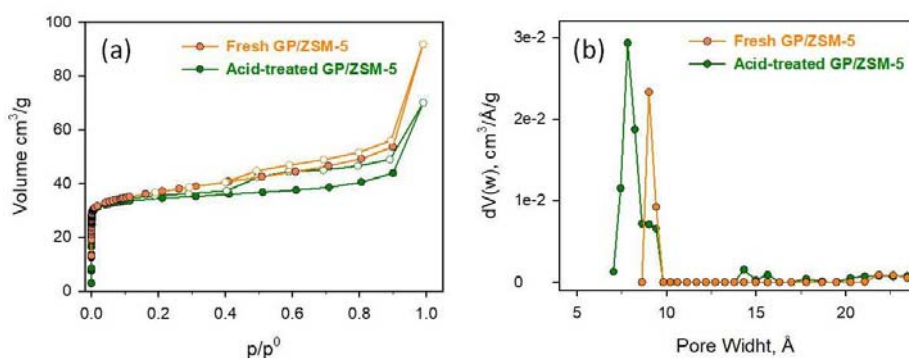 (a)
Fresh GP/ZSM-5
Acid-treated GP/ZSM-5
Volume cm³/g
100
80
60
40
20
0
0.0 0.2 0.4 0.6 0.8 1.0
p/p⁰
(b)
Fresh GP/ZSM-5
Acid-treated GP/ZSM-5
dV(w), cm³/Å/g
3e-2
2e-2
1e-2
0
5 10 15 20
Pore Widht, Å